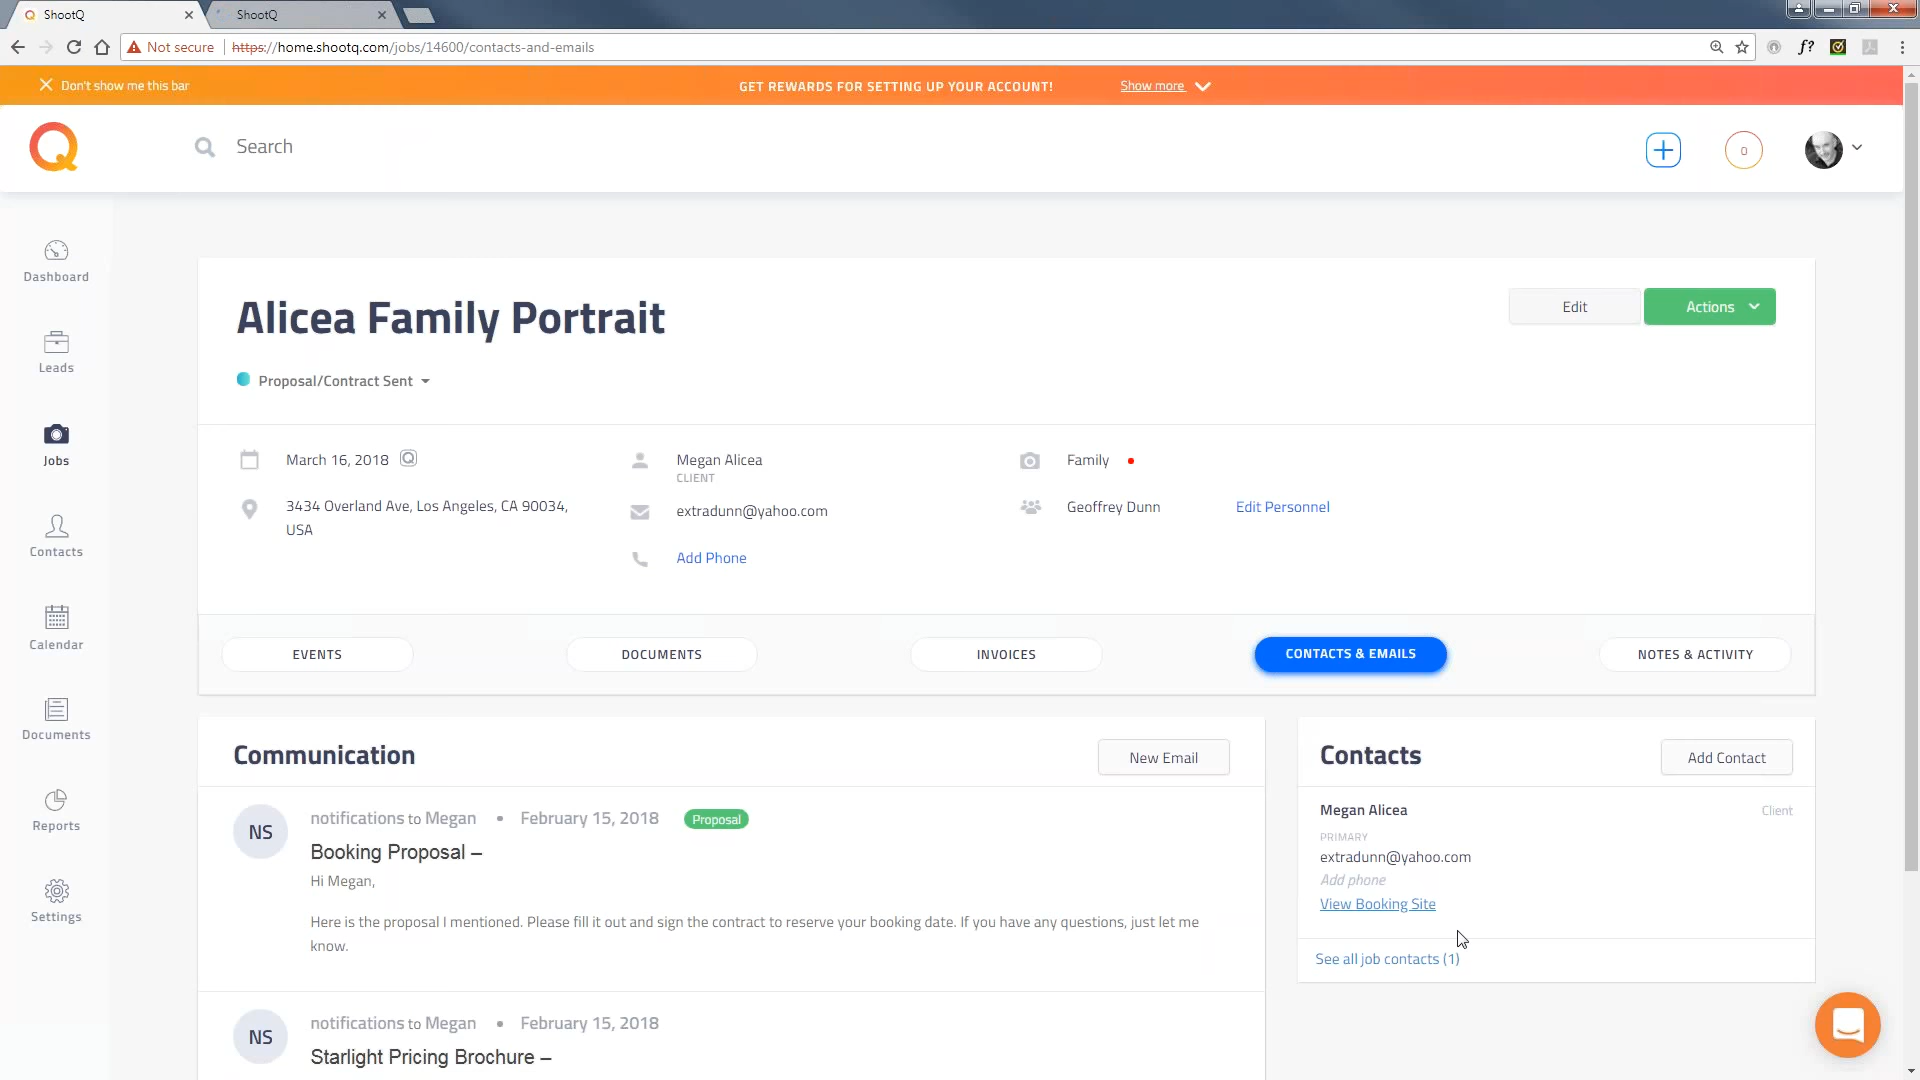 ShootQ
ShootQ
Not secure https://home.shootq.com/jobs/14600/contacts-and-emails
f?
Don't show me this bar
GET REWARDS FOR SETTING UP YOUR ACCOUNT!
Show more
Q
Search
0
Dashboard
Leads
Jobs
Contacts
Calendar
Documents
Reports
Settings
Alicea Family Portrait
Edit
Actions
Proposal/Contract Sent
March 16, 2018 Q
3434 Overland Ave, Los Angeles, CA 90034,
USA
Megan Alicea
CLIENT
extradunn@yahoo.com
Add Phone
Family
Geoffrey Dunn
Edit Personnel
EVENTS
DOCUMENTS
INVOICES
CONTACTS & EMAILS
NOTES & ACTIVITY
Communication
New Email
NS
notifications to Megan • February 15, 2018 Proposal
Booking Proposal –
Hi Megan,
Here is the proposal I mentioned. Please fill it out and sign the contract to reserve your booking date. If you have any questions, just let me
know.
NS
notifications to Megan • February 15, 2018
Starlight Pricing Brochure –
Contacts
Add Contact
Megan Alicea
Client
PRIMARY
extradunn@yahoo.com
Add phone
View Booking Site
See all job contacts (1)